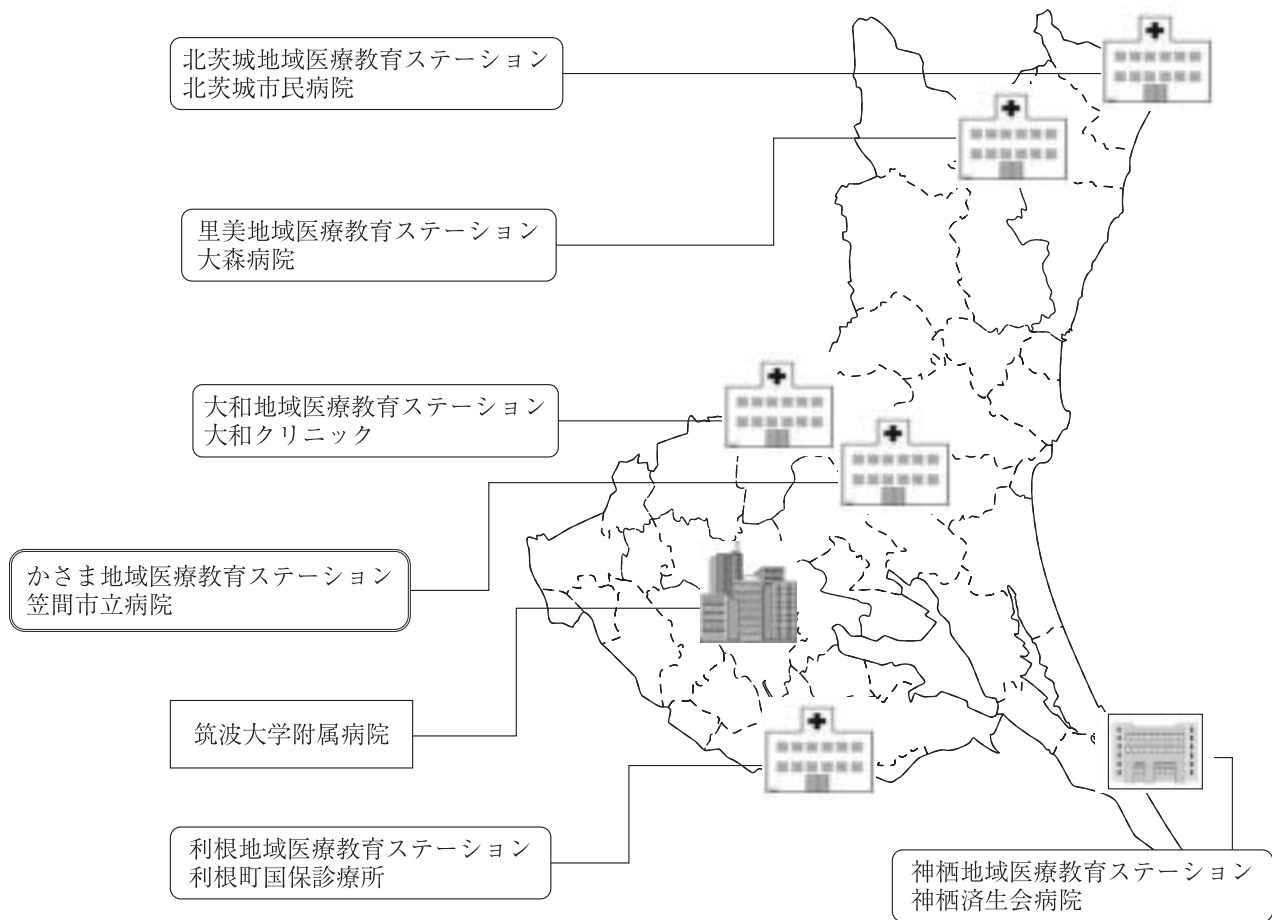 北茨城地域医療教育ステーション
北茨城市民病院
里美地域医療教育ステーション
大森病院
大和地域医療教育ステーション
大和クリニック
かさま地域医療教育ステーション
笠間市立病院
筑波大学附属病院
利根地域医療教育ステーション
利根町国保診療所
神栖地域医療教育ステーション
神栖済生会病院